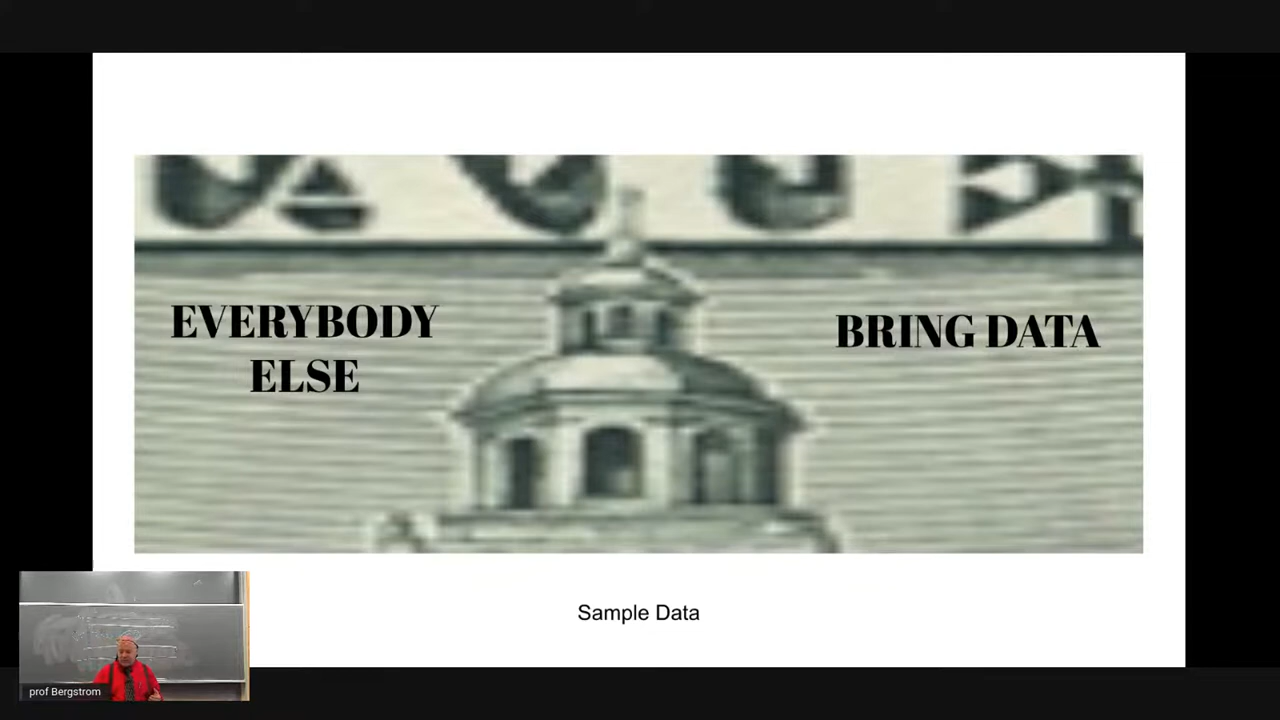 EVERYBODY
ELSE
BRING DATA
Sample Data
prof Bergstrom